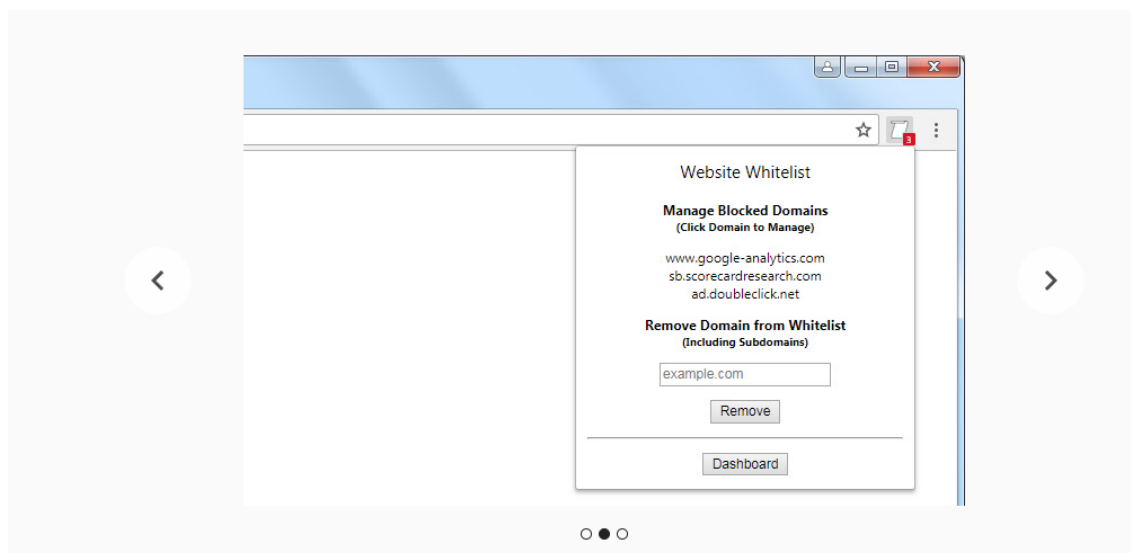 3
Website Whitelist
Manage Blocked Domains
(Click Domain to Manage)
www.google-analytics.com
sb.scorecardresearch.com
ad.doubleclick.net
Remove Domain from Whitelist
(Including Subdomains)
example.com
Remove
Dashboard